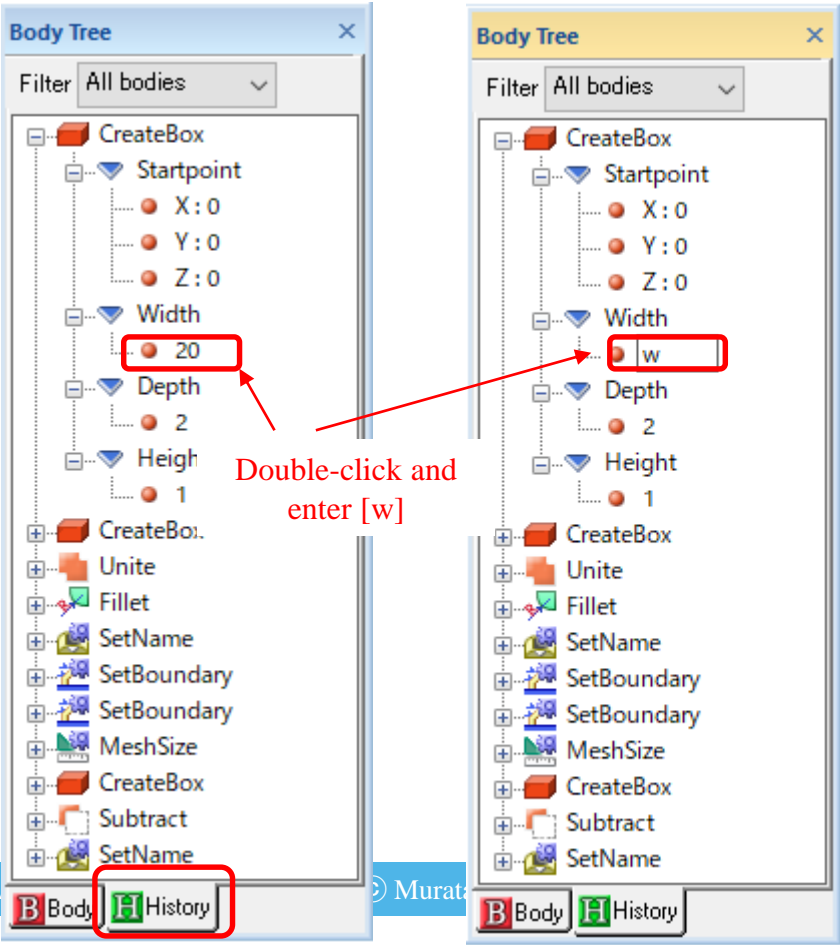 Body Tree
Filter All bodies
CreateBox
Startpoint
X : 0
Y : 0
Z : 0
Width
20
Depth
2
Heigh
1
CreateBo
Unite
Fillet
SetName
SetBoundary
SetBoundary
MeshSize
CreateBox
Subtract
SetName
B Body H History
Double-click and
enter [w]
© Murata
Body Tree
Filter All bodies
CreateBox
Startpoint
X : 0
Y : 0
Z : 0
Width
w
Depth
2
Height
1
CreateBox
Unite
Fillet
SetName
SetBoundary
SetBoundary
MeshSize
CreateBox
Subtract
SetName
B Body H History